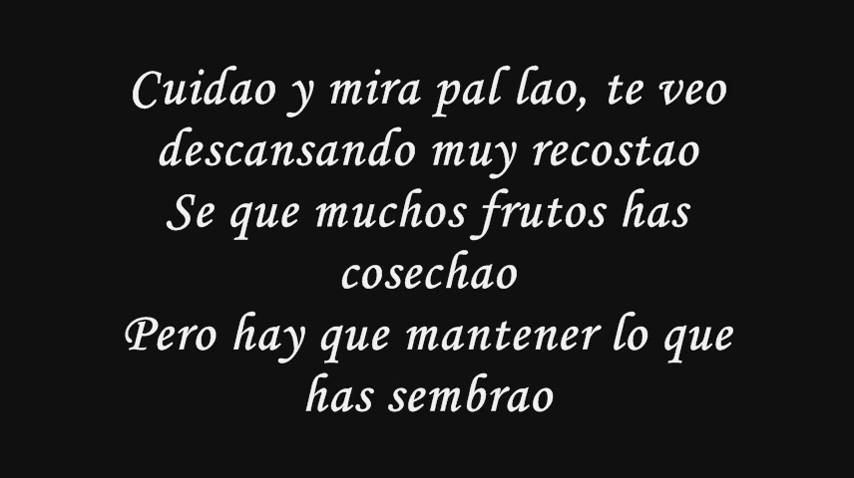 Cuidao y mira pal lao, te veo
descansando muy recostao
Se que muchos frutos has
cosechao
Pero hay que mantener lo que
has sembrao